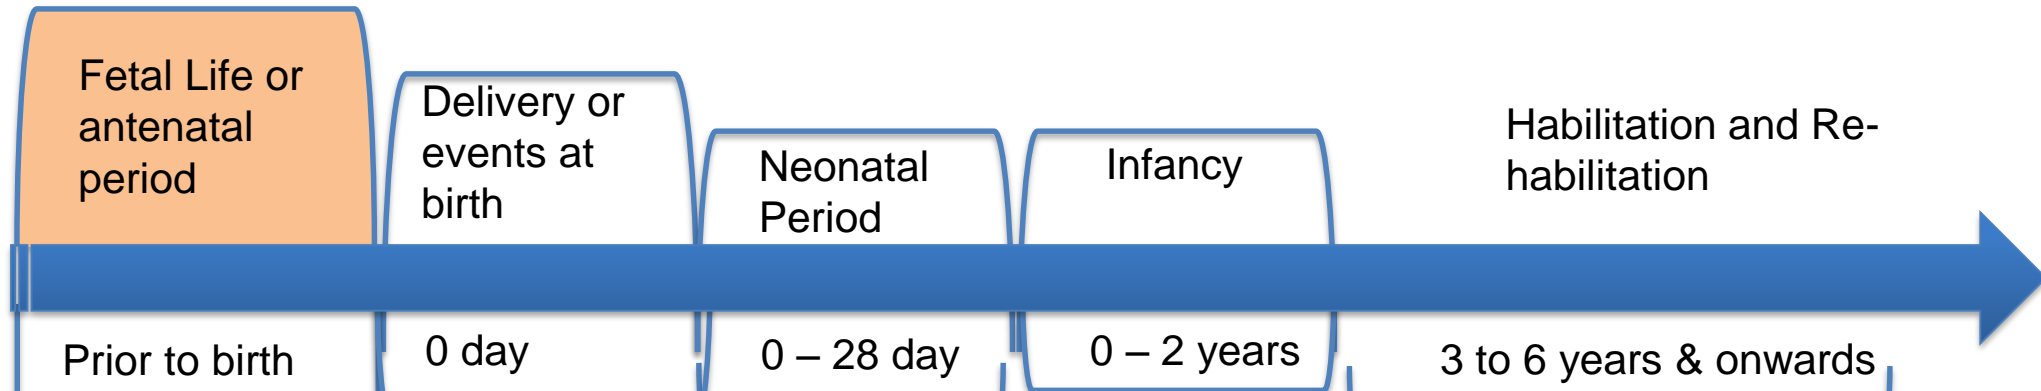 Fetal Life or
antenatal
period
Delivery or
events at
birth
Neonatal
Period
Infancy
Habilitation and Re-
habilitation
Prior to birth
0 day
0 – 28 day
0 – 2 years
3 to 6 years & onwards